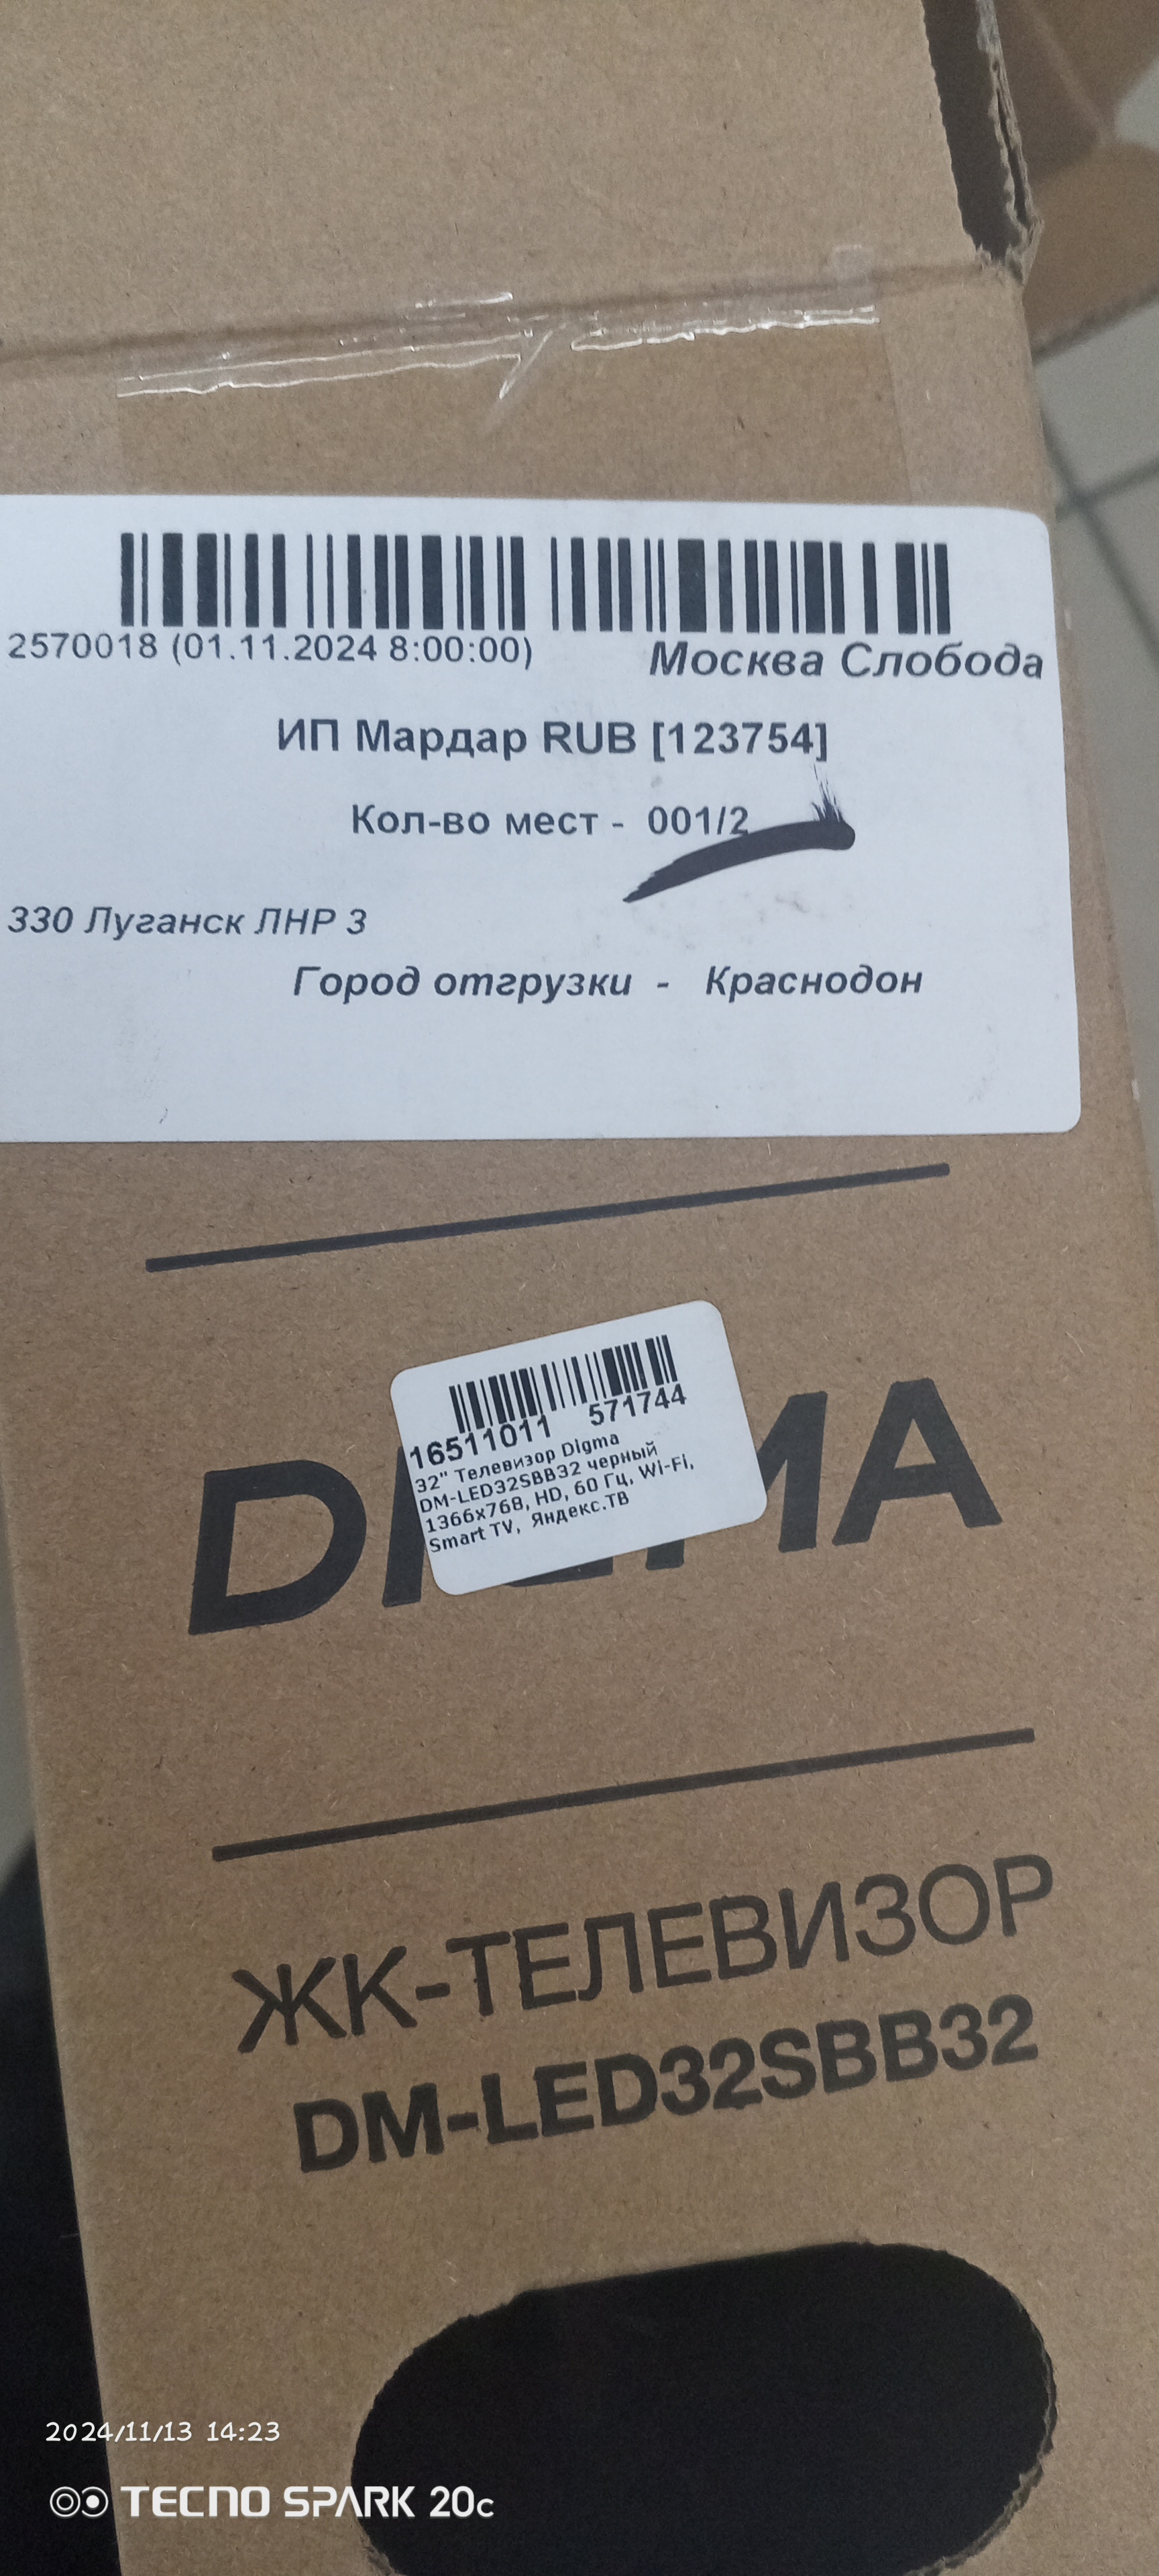 2570018 (01.11.2024 8:00:00) Москва Слобода
ИП Мардар RUB [123754]
Кол-во мест - 001/2
330 Луганск ЛНР 3
Город отгрузки - Краснодон
16511011 571744
32" Телевизор Digma
DM-LED32SBB32 черный
1366x768, HD, 60 Гц, Wi-Fi,
Smart TV, Яндекс.ТВ
ЖК-ТЕЛЕВИЗОР
DM-LED32SBB32
2024/11/13 14:23
TECNO SPARK 20c